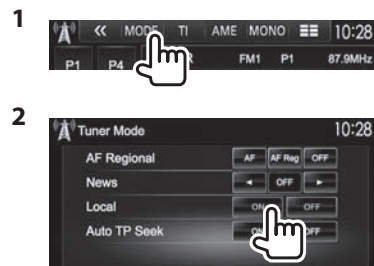 1
« MODE TI AME MONO 10:28
P1 P4 FM1 P1 87.9MHz
2
Tuner Mode 10:28
AF Regional AF AF Reg OFF
News OFF
Local ON OFF
Auto TP Seek